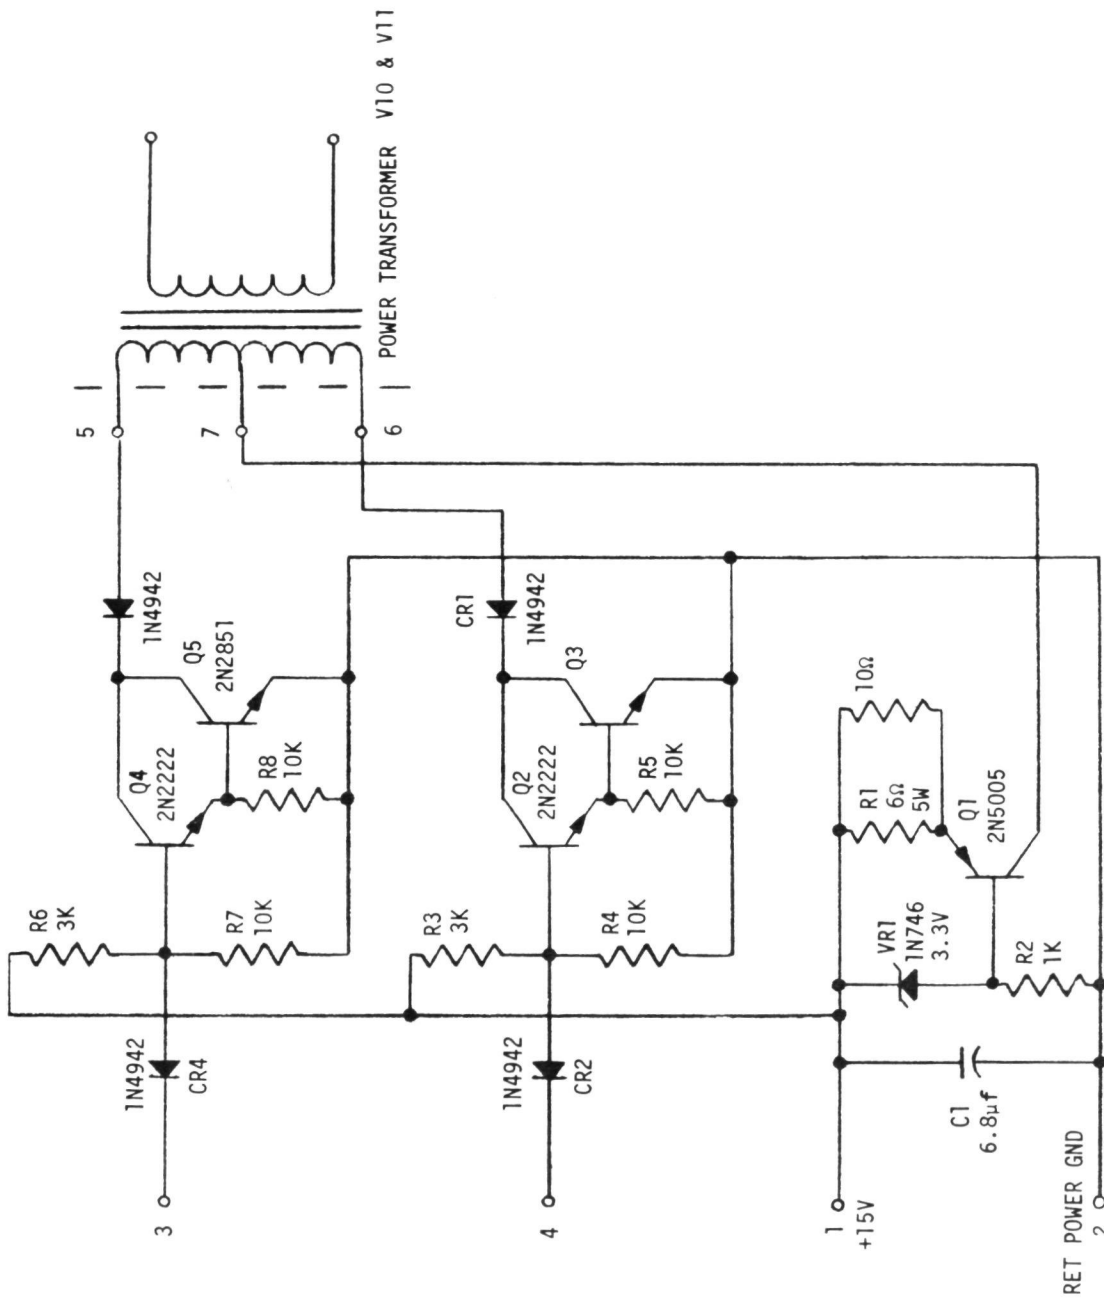 POWER TRANSFORMER V10 & V11
5
7
6
1N4942
Q5
2N2851
Q4
2N2222
R8
10K
R6
3K
R7
10K
1N4942
CR4
3
CR1
1N4942
Q3
Q2
2N2222
R5
10K
R3
3K
R4
10K
1N4942
CR2
4
10Ω
R1
6Ω
5W
Q1
2N5005
VR1
1N746
3.3V
R2
1K
C1
6.8µf
1
+15V
RET POWER GND
2